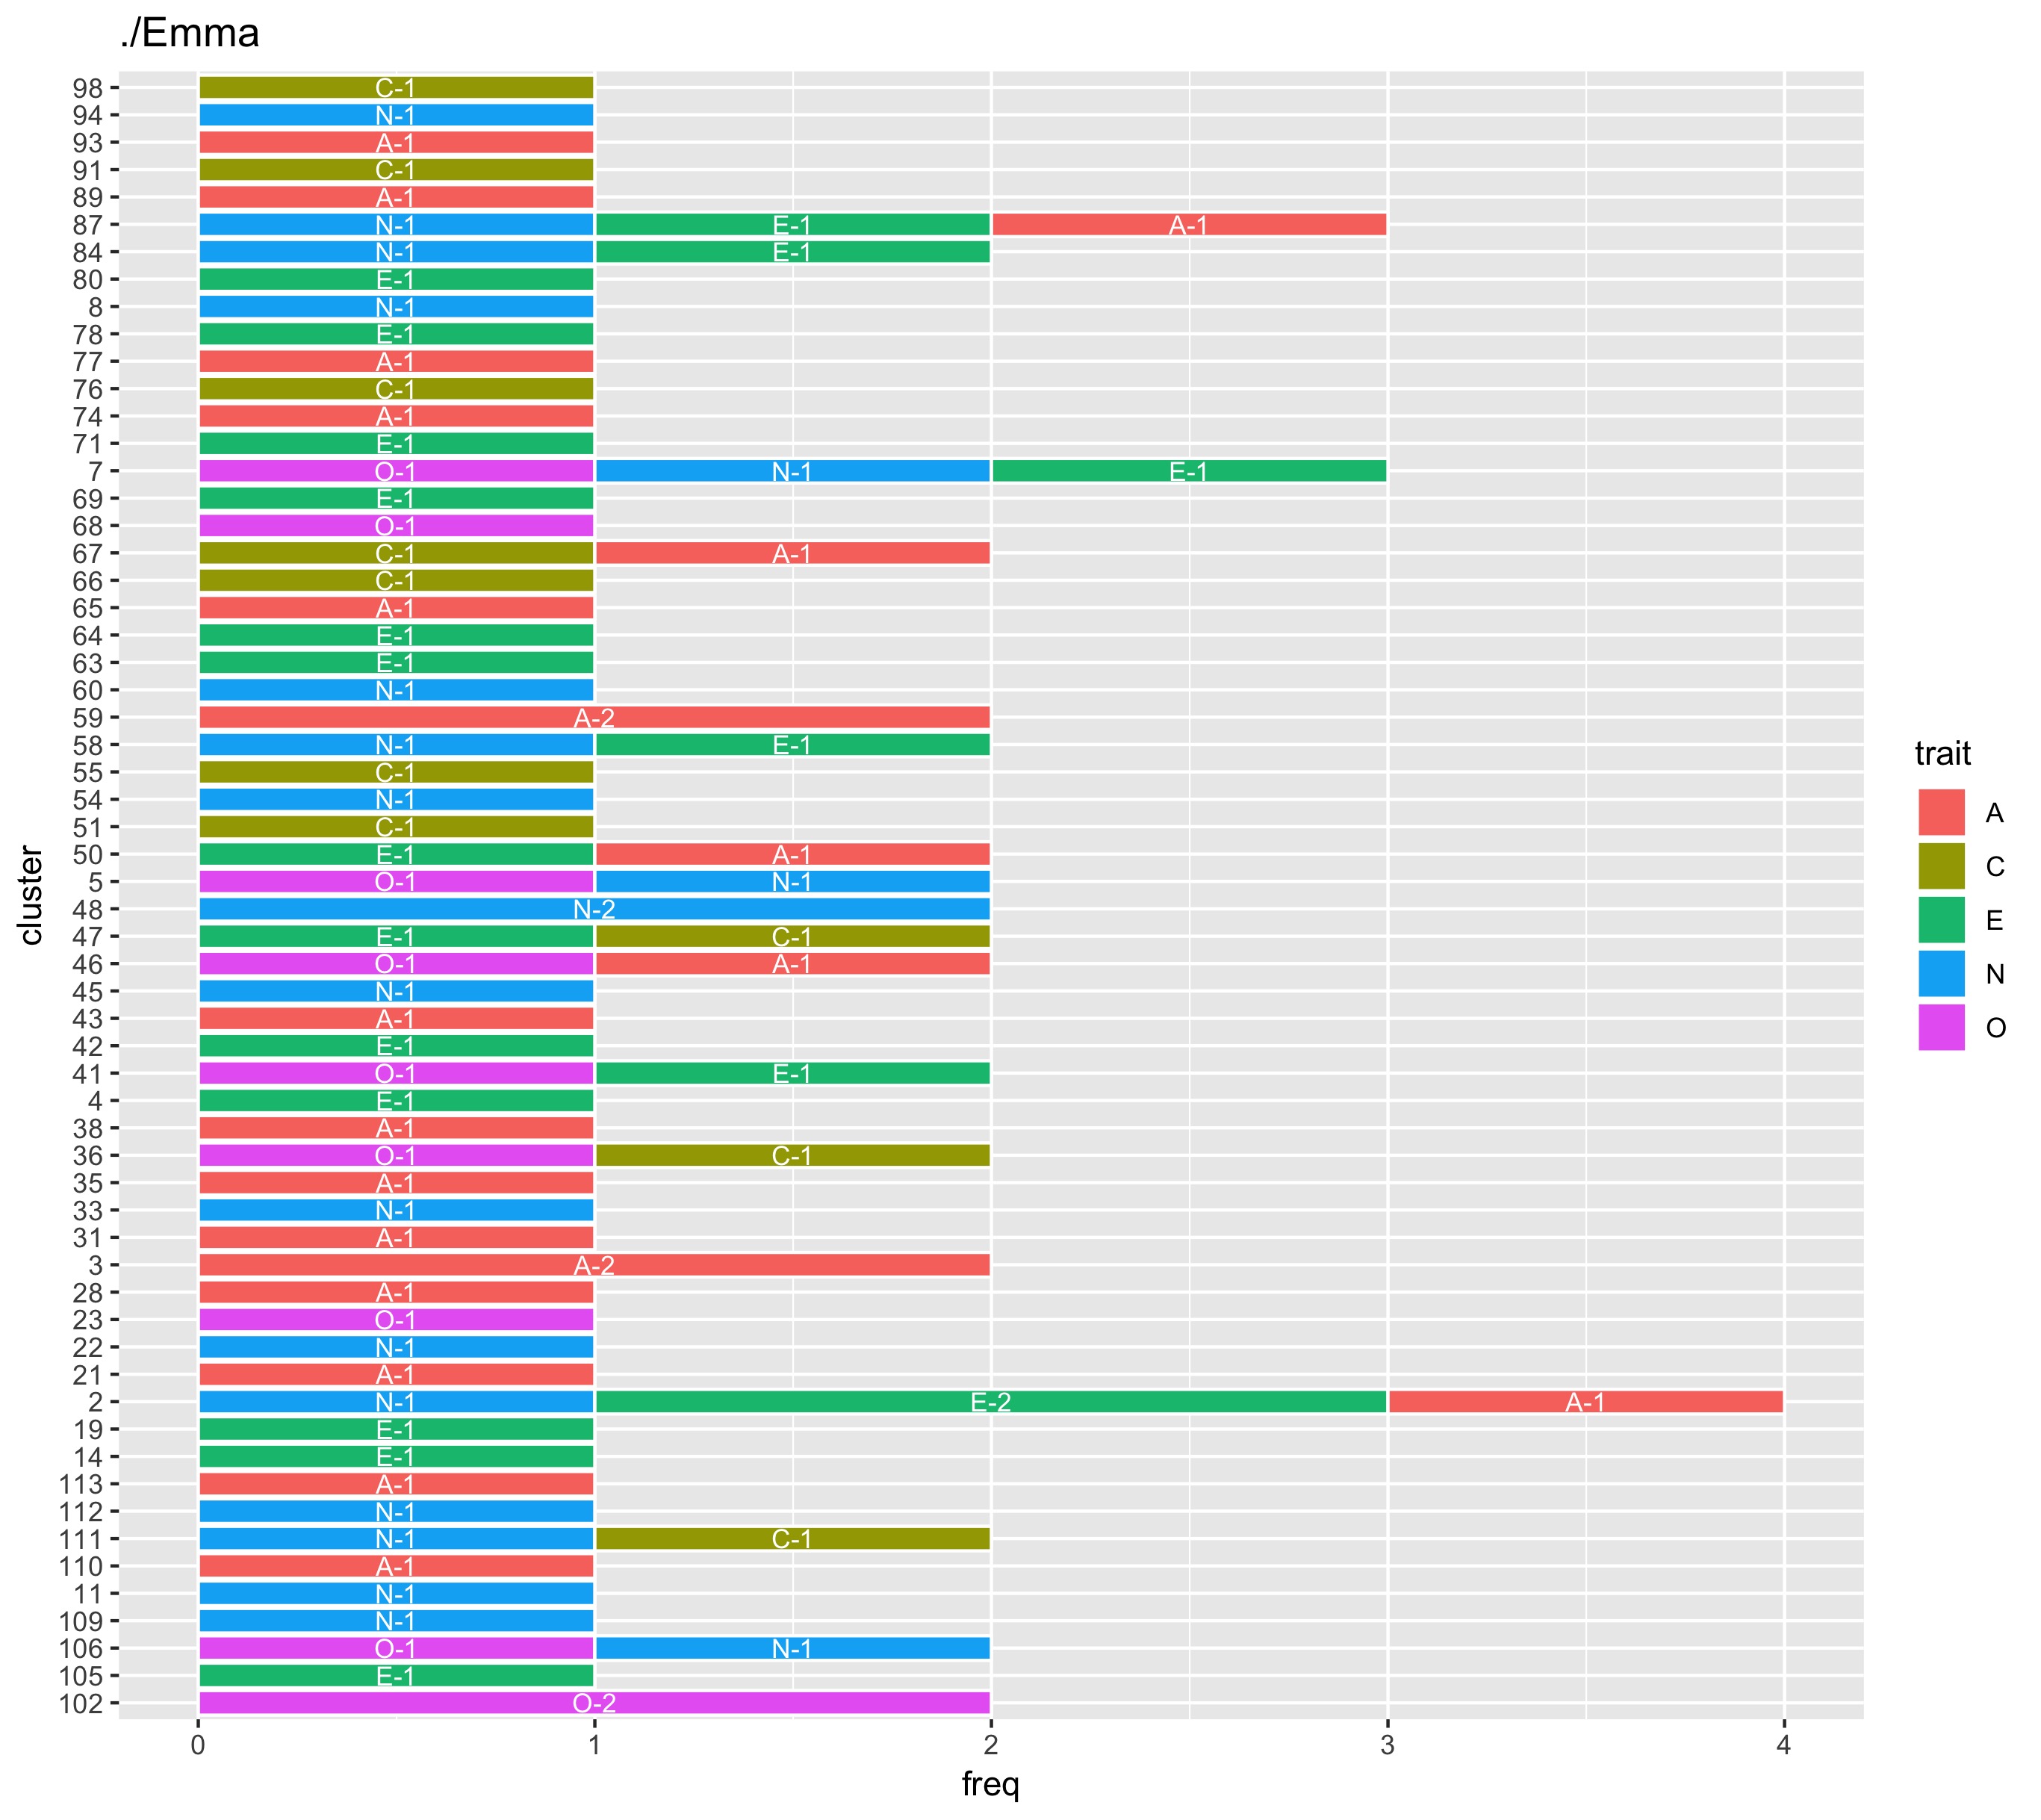 ./Emma
98 C-1
94 N-1
93 A-1
91 C-1
89 A-1
87 N-1 E-1 A-1
84 N-1 E-1
80 E-1
8 N-1
78 E-1
77 A-1
76 C-1
74 A-1
71 E-1
7 O-1 N-1 E-1
69 E-1
68 O-1
67 C-1 A-1
66 C-1
65 A-1
64 E-1
63 E-1
60 N-1
59 A-2
58 N-1 E-1
55 C-1
54 N-1
51 C-1
50 E-1 A-1
5 O-1 N-1
48 N-2
47 E-1 C-1
46 O-1 A-1
45 N-1
43 A-1
42 E-1
41 O-1 E-1
4 E-1
38 A-1
36 O-1 C-1
35 A-1
33 N-1
31 A-1
3 A-2
28 A-1
23 O-1
22 N-1
21 A-1
2 N-1 E-2 A-1
19 E-1
14 E-1
113 A-1
112 N-1
111 N-1 C-1
110 A-1
11 N-1
109 N-1
106 O-1 N-1
105 E-1
102 O-2
0 1 2 3 4
freq
cluster
trait
A
C
E
N
O